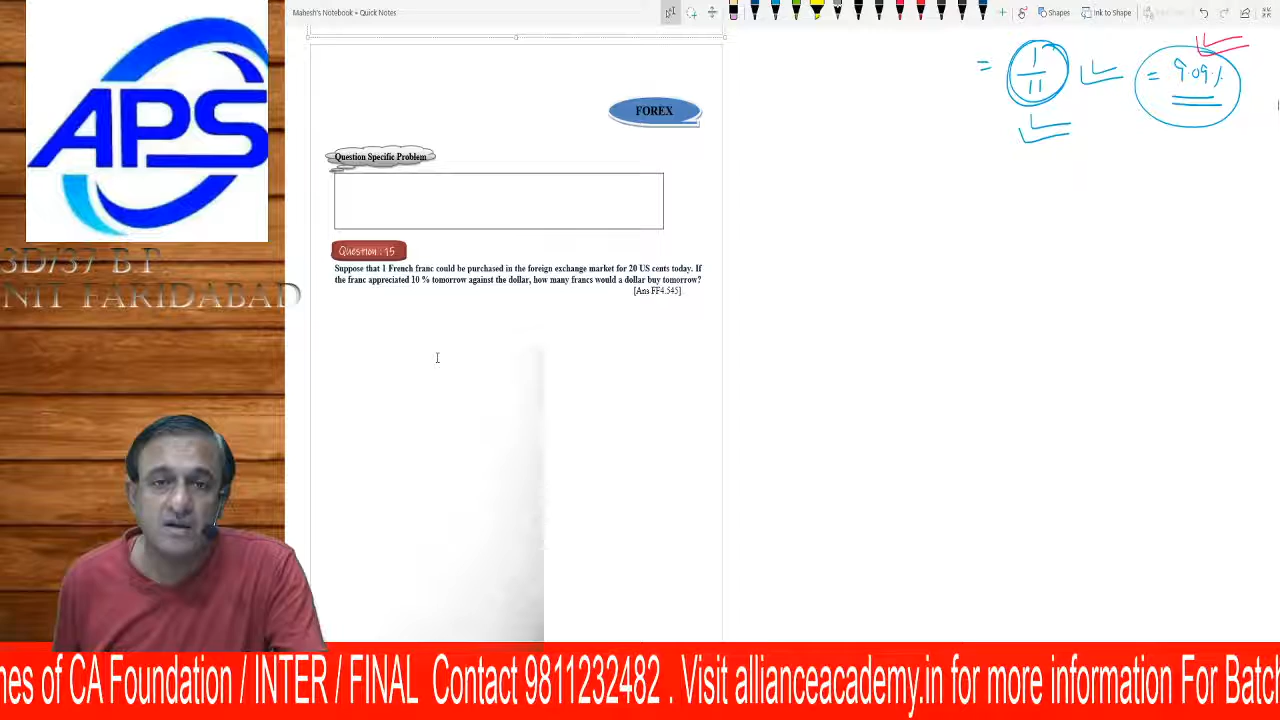 APS
3D/37 B.P.
NIT FARIDABAD
Mahesh's Notebook » Quick Notes
Shapes
Ink to Shape
= 1/11 = 9.09%
FOREX
Question Specific Problem
Question : 15
Suppose that 1 French franc could be purchased in the foreign exchange market for 20 US cents today. If
the franc appreciated 10 % tomorrow against the dollar, how many francs would a dollar buy tomorrow?
[Ans FF4.545]
nes of CA Foundation / INTER / FINAL Contact 9811232482 . Visit allianceacademy.in for more information For Batch